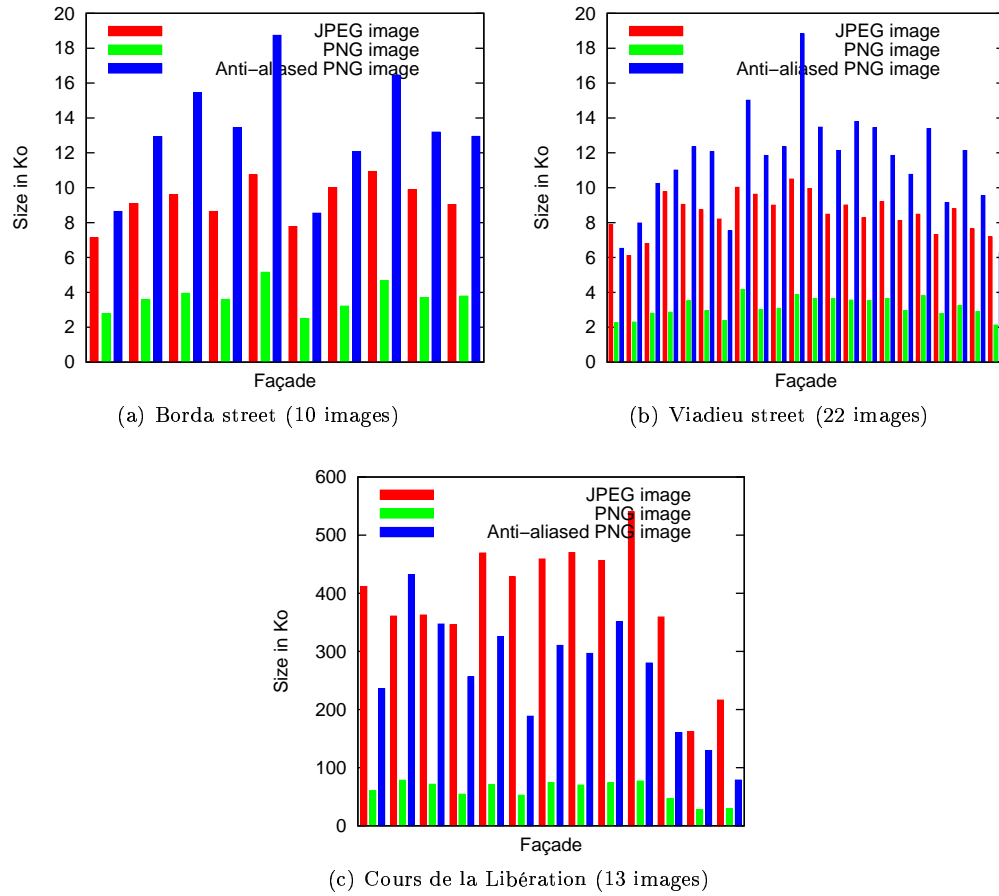 20
18
16
14
12
10
8
6
4
2
0
Size in Ko
JPEG image
PNG image
Anti-aliased PNG image
Façade
(a) Borda street (10 images)
20
18
16
14
12
10
8
6
4
2
0
Size in Ko
JPEG image
PNG image
Anti-aliased PNG image
Façade
(b) Viadieu street (22 images)
600
500
400
300
200
100
0
Size in Ko
JPEG image
PNG image
Anti-aliased PNG image
Façade
(c) Cours de la Libération (13 images)